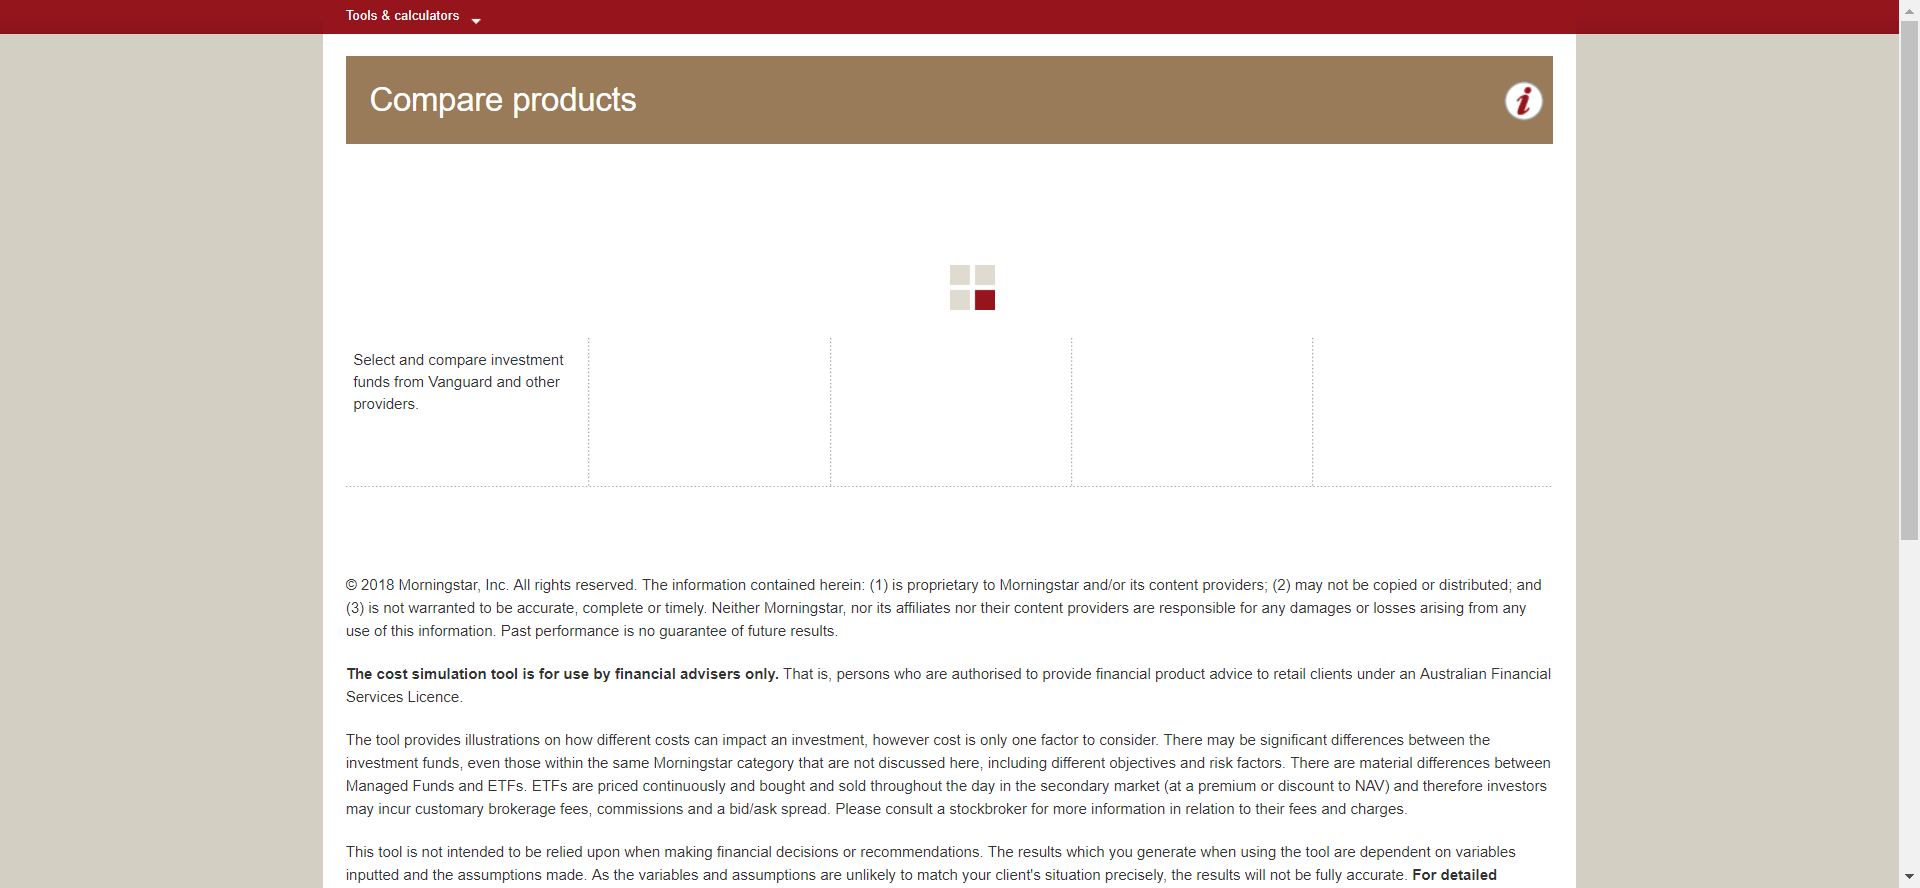 Tools & calculators
Compare products
i
Select and compare investment
funds from Vanguard and other
providers.
© 2018 Morningstar, Inc. All rights reserved. The information contained herein: (1) is proprietary to Morningstar and/or its content providers; (2) may not be copied or distributed; and
(3) is not warranted to be accurate, complete or timely. Neither Morningstar, nor its affiliates nor their content providers are responsible for any damages or losses arising from any
use of this information. Past performance is no guarantee of future results.
The cost simulation tool is for use by financial advisers only. That is, persons who are authorised to provide financial product advice to retail clients under an Australian Financial
Services Licence.
The tool provides illustrations on how different costs can impact an investment, however cost is only one factor to consider. There may be significant differences between the
investment funds, even those within the same Morningstar category that are not discussed here, including different objectives and risk factors. There are material differences between
Managed Funds and ETFs. ETFs are priced continuously and bought and sold throughout the day in the secondary market (at a premium or discount to NAV) and therefore investors
may incur customary brokerage fees, commissions and a bid/ask spread. Please consult a stockbroker for more information in relation to their fees and charges.
This tool is not intended to be relied upon when making financial decisions or recommendations. The results which you generate when using the tool are dependent on variables
inputted and the assumptions made. As the variables and assumptions are unlikely to match your client's situation precisely, the results will not be fully accurate. For detailed